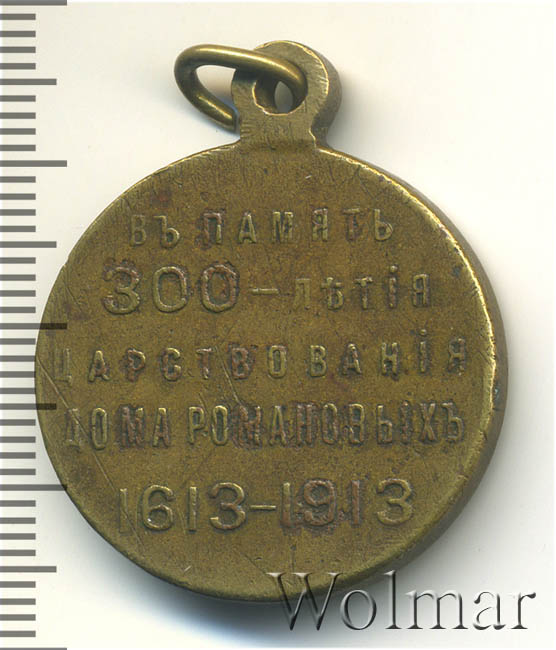 ВЪ ПАМЯТЬ
300-ЛѢТІЯ
ЦАРСТВОВАНІЯ
ДОМА РОМАНОВЫХЪ
1613-1913
Wolmar